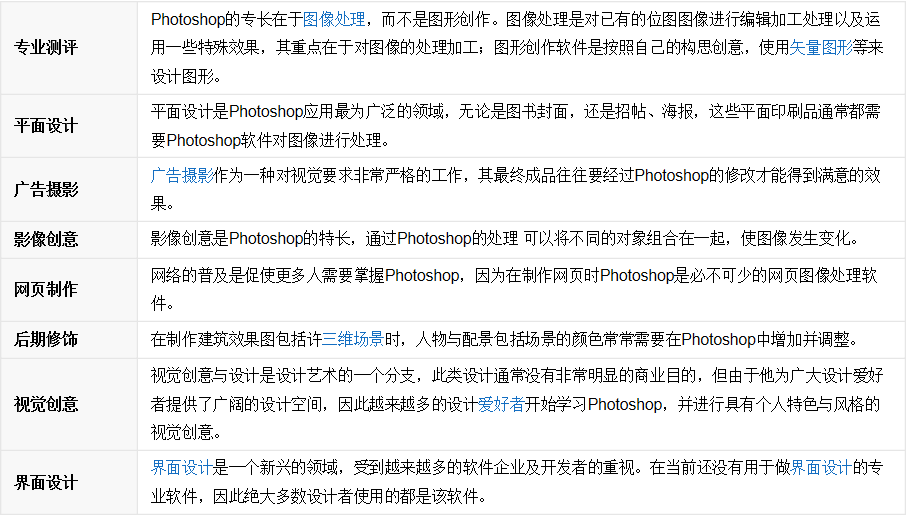 专业测评
Photoshop的专长在于图像处理，而不是图形创作。图像处理是对已有的位图图像进行编辑加工处理以及运
用一些特殊效果，其重点在于对图像的处理加工；图形创作软件是按照自己的构思创意，使用矢量图形等来
设计图形。
平面设计
平面设计是Photoshop应用最为广泛的领域，无论是图书封面，还是招帖、海报，这些平面印刷品通常都需
要Photoshop软件对图像进行处理。
广告摄影
广告摄影作为一种对视觉要求非常严格的工作，其最终成品往往要经过Photoshop的修改才能得到满意的效
果。
影像创意
影像创意是Photoshop的特长，通过Photoshop的处理 可以将不同的对象组合在一起，使图像发生变化。
网页制作
网络的普及是促使更多人需要掌握Photoshop，因为在制作网页时Photoshop是必不可少的网页图像处理软
件。
后期修饰
在制作建筑效果图包括许三维场景时，人物与配景包括场景的颜色常常需要在Photoshop中增加并调整。
视觉创意
视觉创意与设计是设计艺术的一个分支，此类设计通常没有非常明显的商业目的，但由于他为广大设计爱好
者提供了广阔的设计空间，因此越来越多的设计爱好者开始学习Photoshop，并进行具有个人特色与风格的
视觉创意。
界面设计
界面设计是一个新兴的领域，受到越来越多的软件企业及开发者的重视。在当前还没有用于做界面设计的专
业软件，因此绝大多数设计者使用的都是该软件。